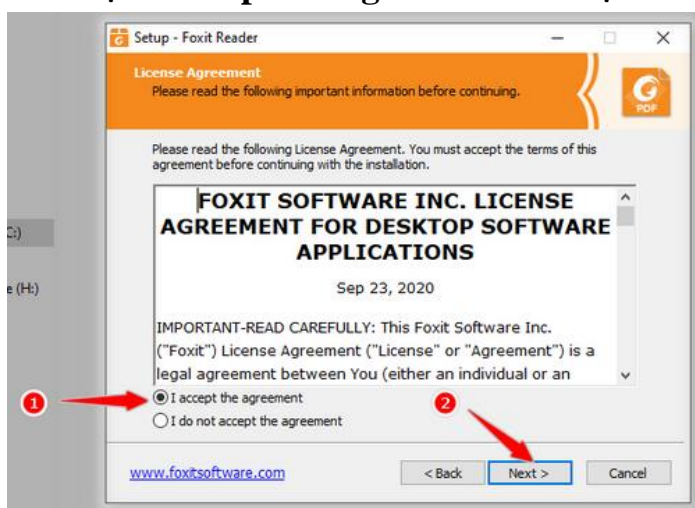 Setup - Foxit Reader
License Agreement
Please read the following important information before continuing.
PDF
Please read the following License Agreement. You must accept the terms of this
agreement before continuing with the installation.
FOXIT SOFTWARE INC. LICENSE
AGREEMENT FOR DESKTOP SOFTWARE
APPLICATIONS
Sep 23, 2020
C:)
e (H:)
IMPORTANT-READ CAREFULLY: This Foxit Software Inc.
("Foxit") License Agreement ("License" or "Agreement") is a
legal agreement between You (either an individual or an
1
I accept the agreement
2
I do not accept the agreement
www.foxitsoftware.com
< Back
Next >
Cancel